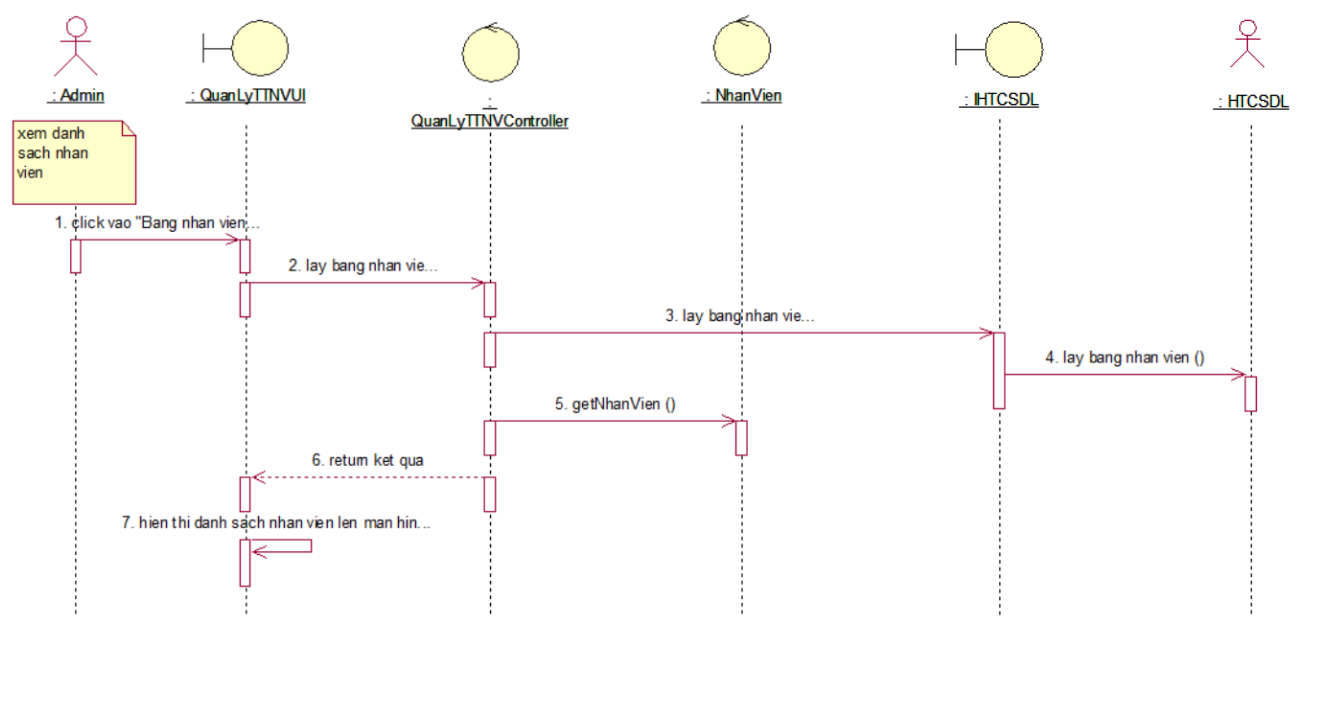 : Admin
: QuanLyTTNVUI
:
QuanLyTTNVController
: NhanVien
: IHTCSDL
: HTCSDL
xem danh
sach nhan
vien
1. click vao "Bang nhan vien...
2. lay bang nhan vie...
3. lay bang nhan vie...
4. lay bang nhan vien ()
5. getNhanVien ()
6. return ket qua
7. hien thi danh sach nhan vien len man hin...